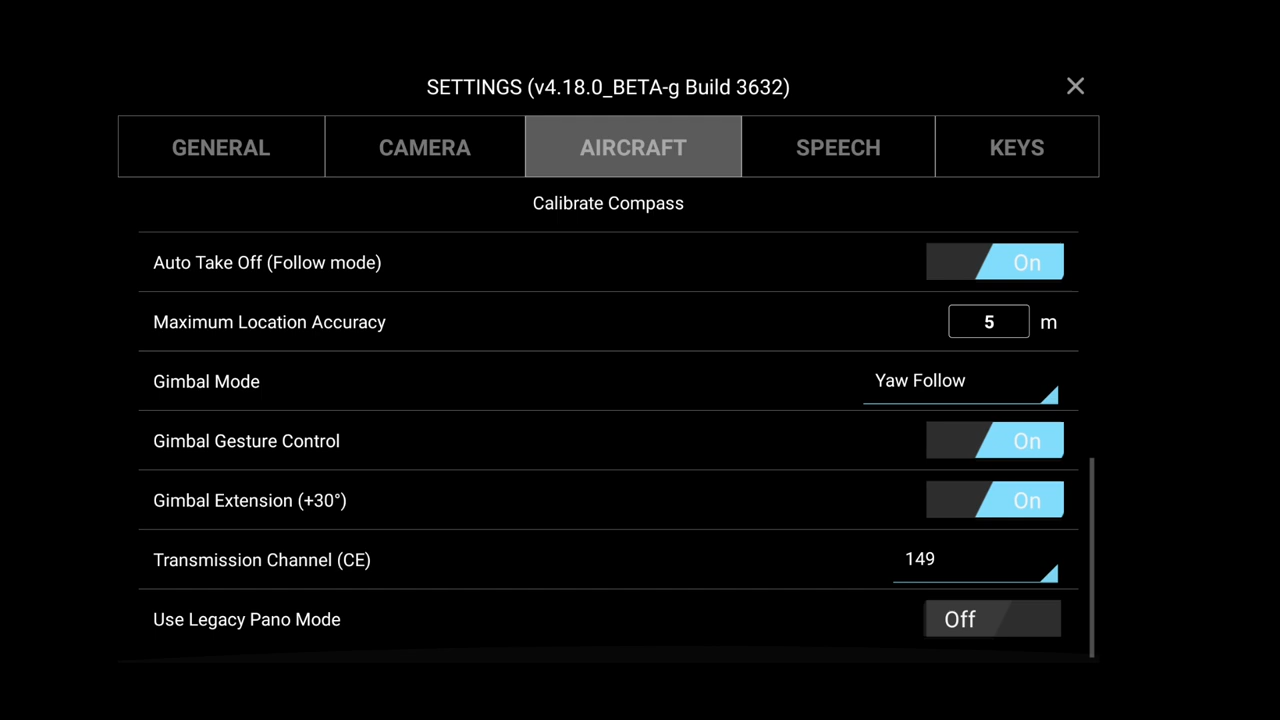 SETTINGS (v4.18.0_BETA-g Build 3632)
GENERAL CAMERA AIRCRAFT SPEECH KEYS
Calibrate Compass
Auto Take Off (Follow mode) On
Maximum Location Accuracy 5 m
Gimbal Mode Yaw Follow
Gimbal Gesture Control On
Gimbal Extension (+30°) On
Transmission Channel (CE) 149
Use Legacy Pano Mode Off